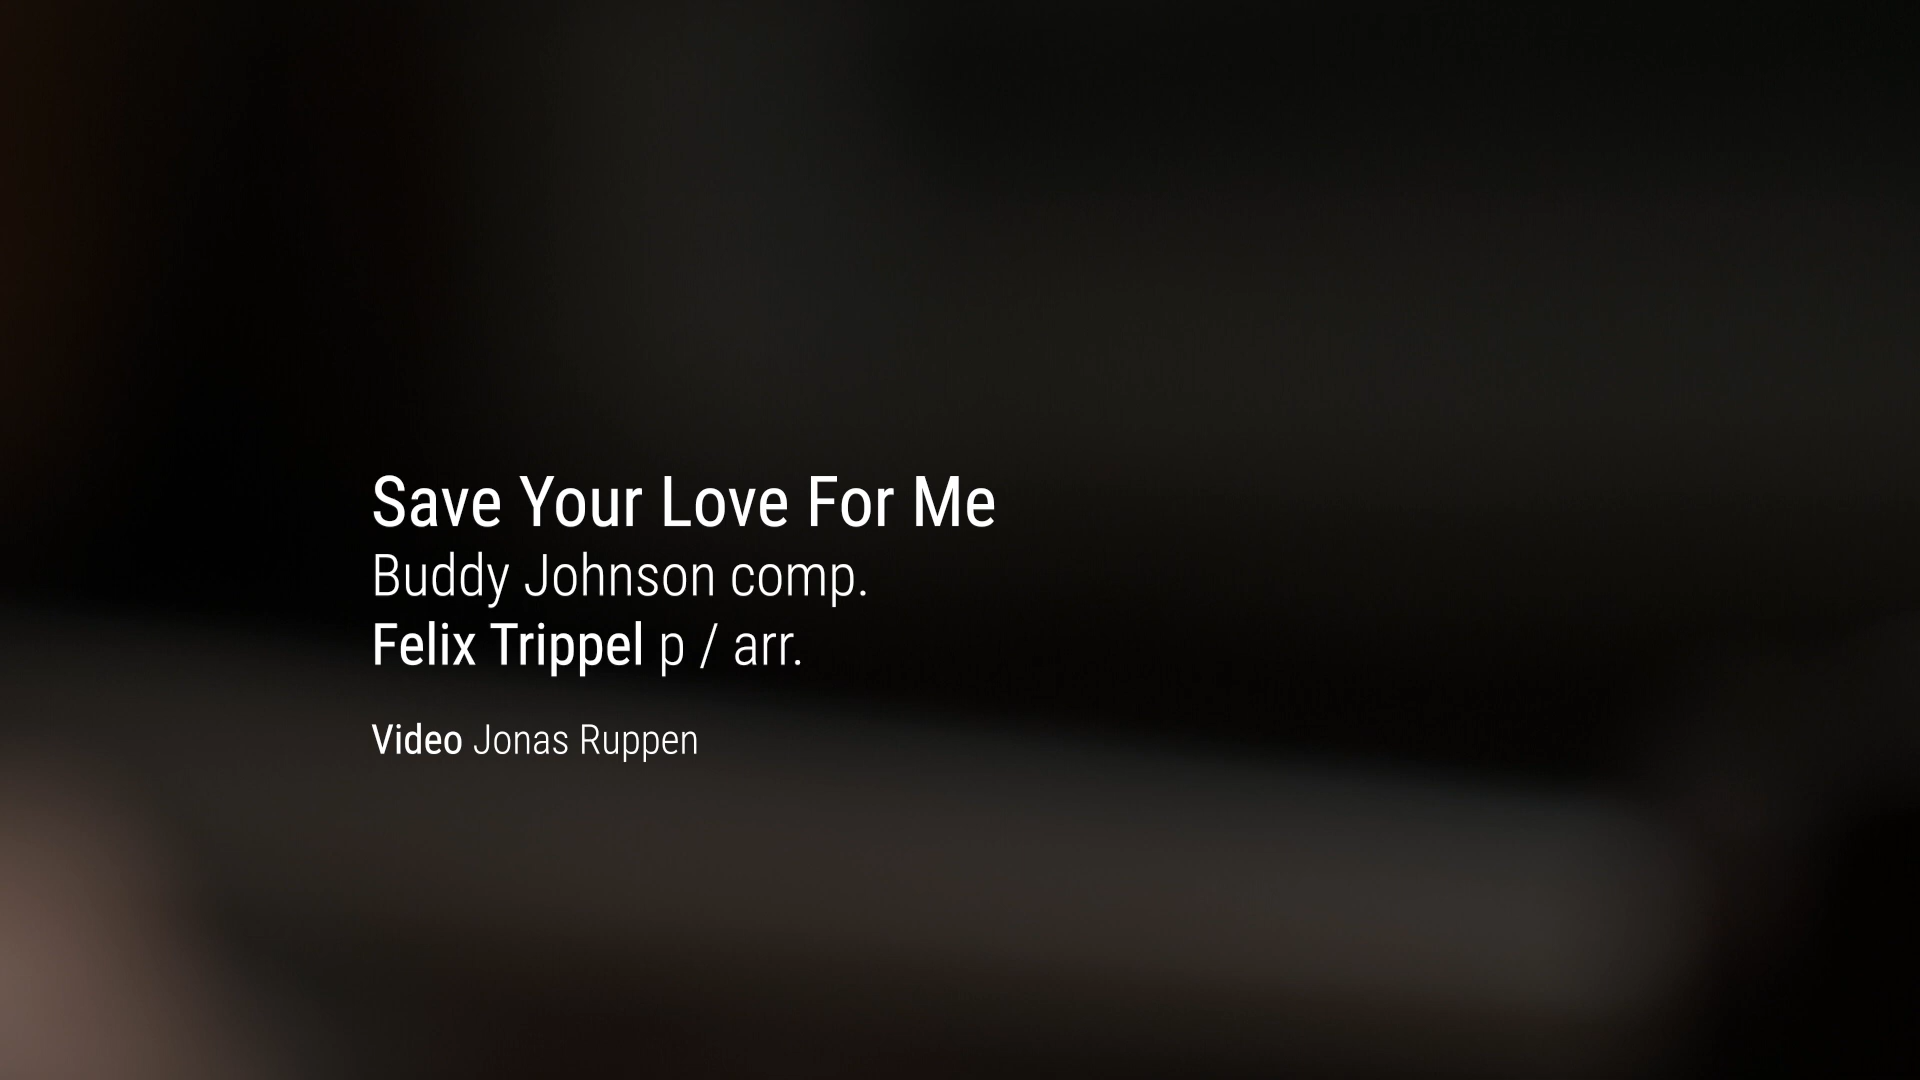 Save Your Love For Me
Buddy Johnson comp.
Felix Trippel p / arr.
Video Jonas Ruppen